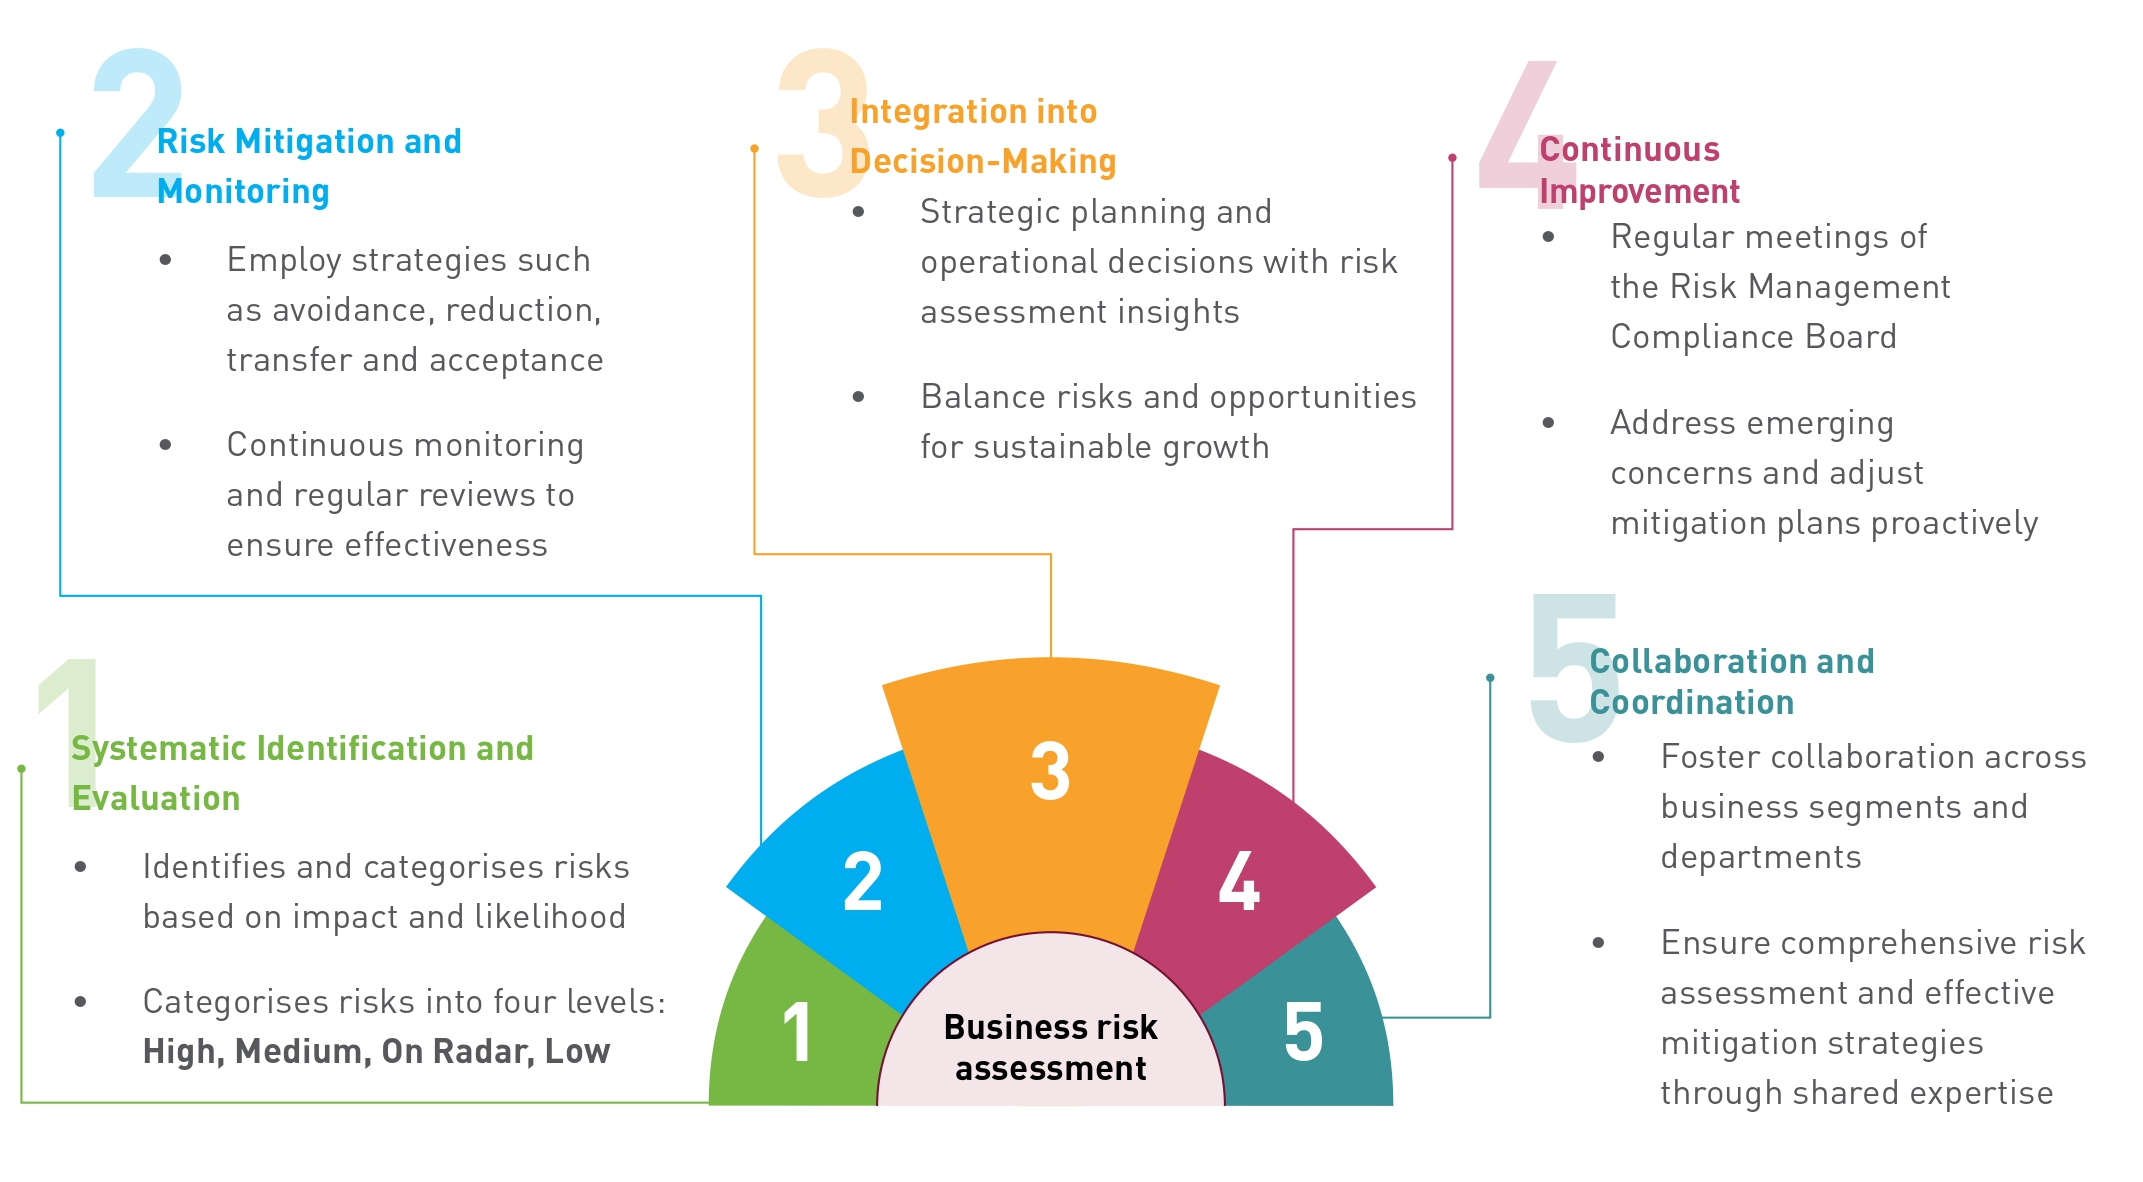 2
Risk Mitigation and
Monitoring
• Employ strategies such
as avoidance, reduction,
transfer and acceptance
• Continuous monitoring
and regular reviews to
ensure effectiveness
3
Integration into
Decision-Making
• Strategic planning and
operational decisions with risk
assessment insights
• Balance risks and opportunities
for sustainable growth
4
Continuous
Improvement
• Regular meetings of
the Risk Management
Compliance Board
• Address emerging
concerns and adjust
mitigation plans proactively
1
Systematic Identification and
Evaluation
• Identifies and categorises risks
based on impact and likelihood
• Categorises risks into four levels:
High, Medium, On Radar, Low
5
Collaboration and
Coordination
• Foster collaboration across
business segments and
departments
• Ensure comprehensive risk
assessment and effective
mitigation strategies
through shared expertise
1
2
3
4
5
Business risk
assessment